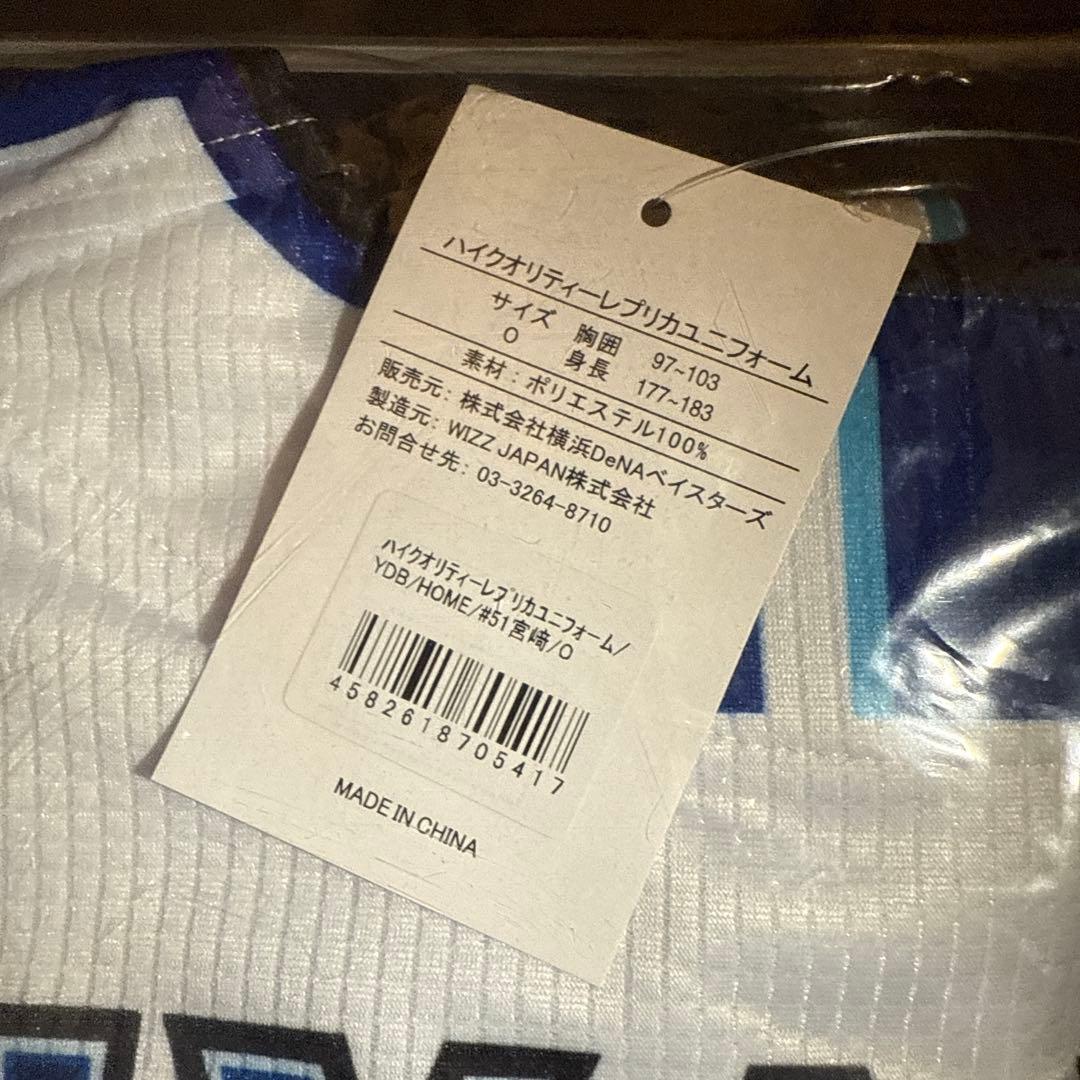 ハイクオリティーレプリカユニフォーム
サイズ 胸囲 97~103
O 身長 177~183
素材：ポリエステル100%
販売元：株式会社横浜DeNAベイスターズ
製造元：WIZZ JAPAN株式会社
お問合せ先：03-3264-8710
ハイクオリティーレプリカユニフォーム/
YDB/HOME/#51宮﨑/O
4582618705417
MADE IN CHINA